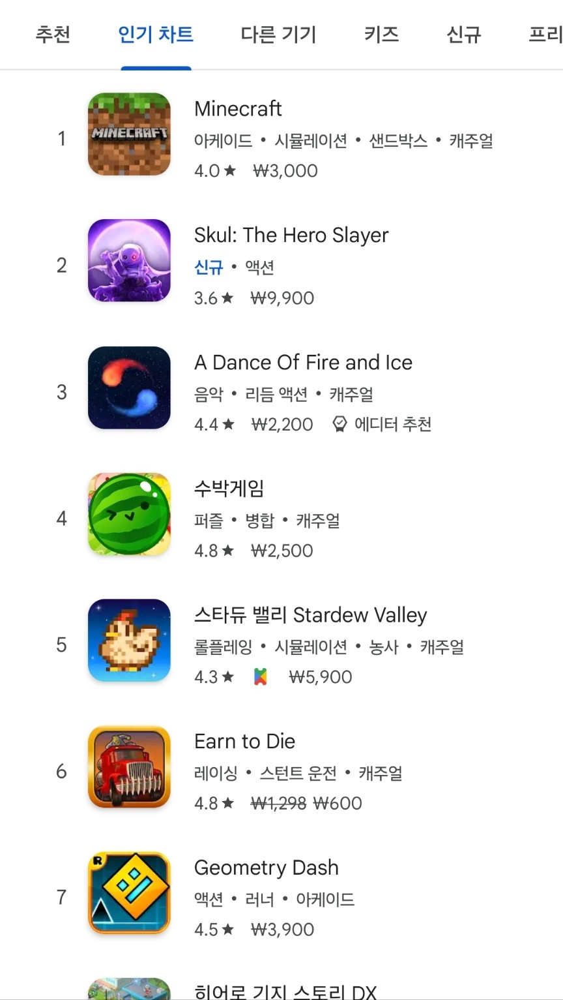 추천 인기 차트 다른 기기 키즈 신규 프리
1
MINECRAFT
Minecraft
아케이드 • 시뮬레이션 • 샌드박스 • 캐주얼
4.0★ ₩3,000
2
Skul: The Hero Slayer
신규 • 액션
3.6★ ₩9,900
3
A Dance Of Fire and Ice
음악 • 리듬 액션 • 캐주얼
4.4★ ₩2,200 에디터 추천
4
수박게임
퍼즐 • 병합 • 캐주얼
4.8★ ₩2,500
5
스타듀 밸리 Stardew Valley
롤플레잉 • 시뮬레이션 • 농사 • 캐주얼
4.3★ ₩5,900
6
Earn to Die
레이싱 • 스턴트 운전 • 캐주얼
4.8★ ₩1,298 ₩600
7
R
Geometry Dash
액션 • 러너 • 아케이드
4.5★ ₩3,900
히어로 기지 스토리 DX